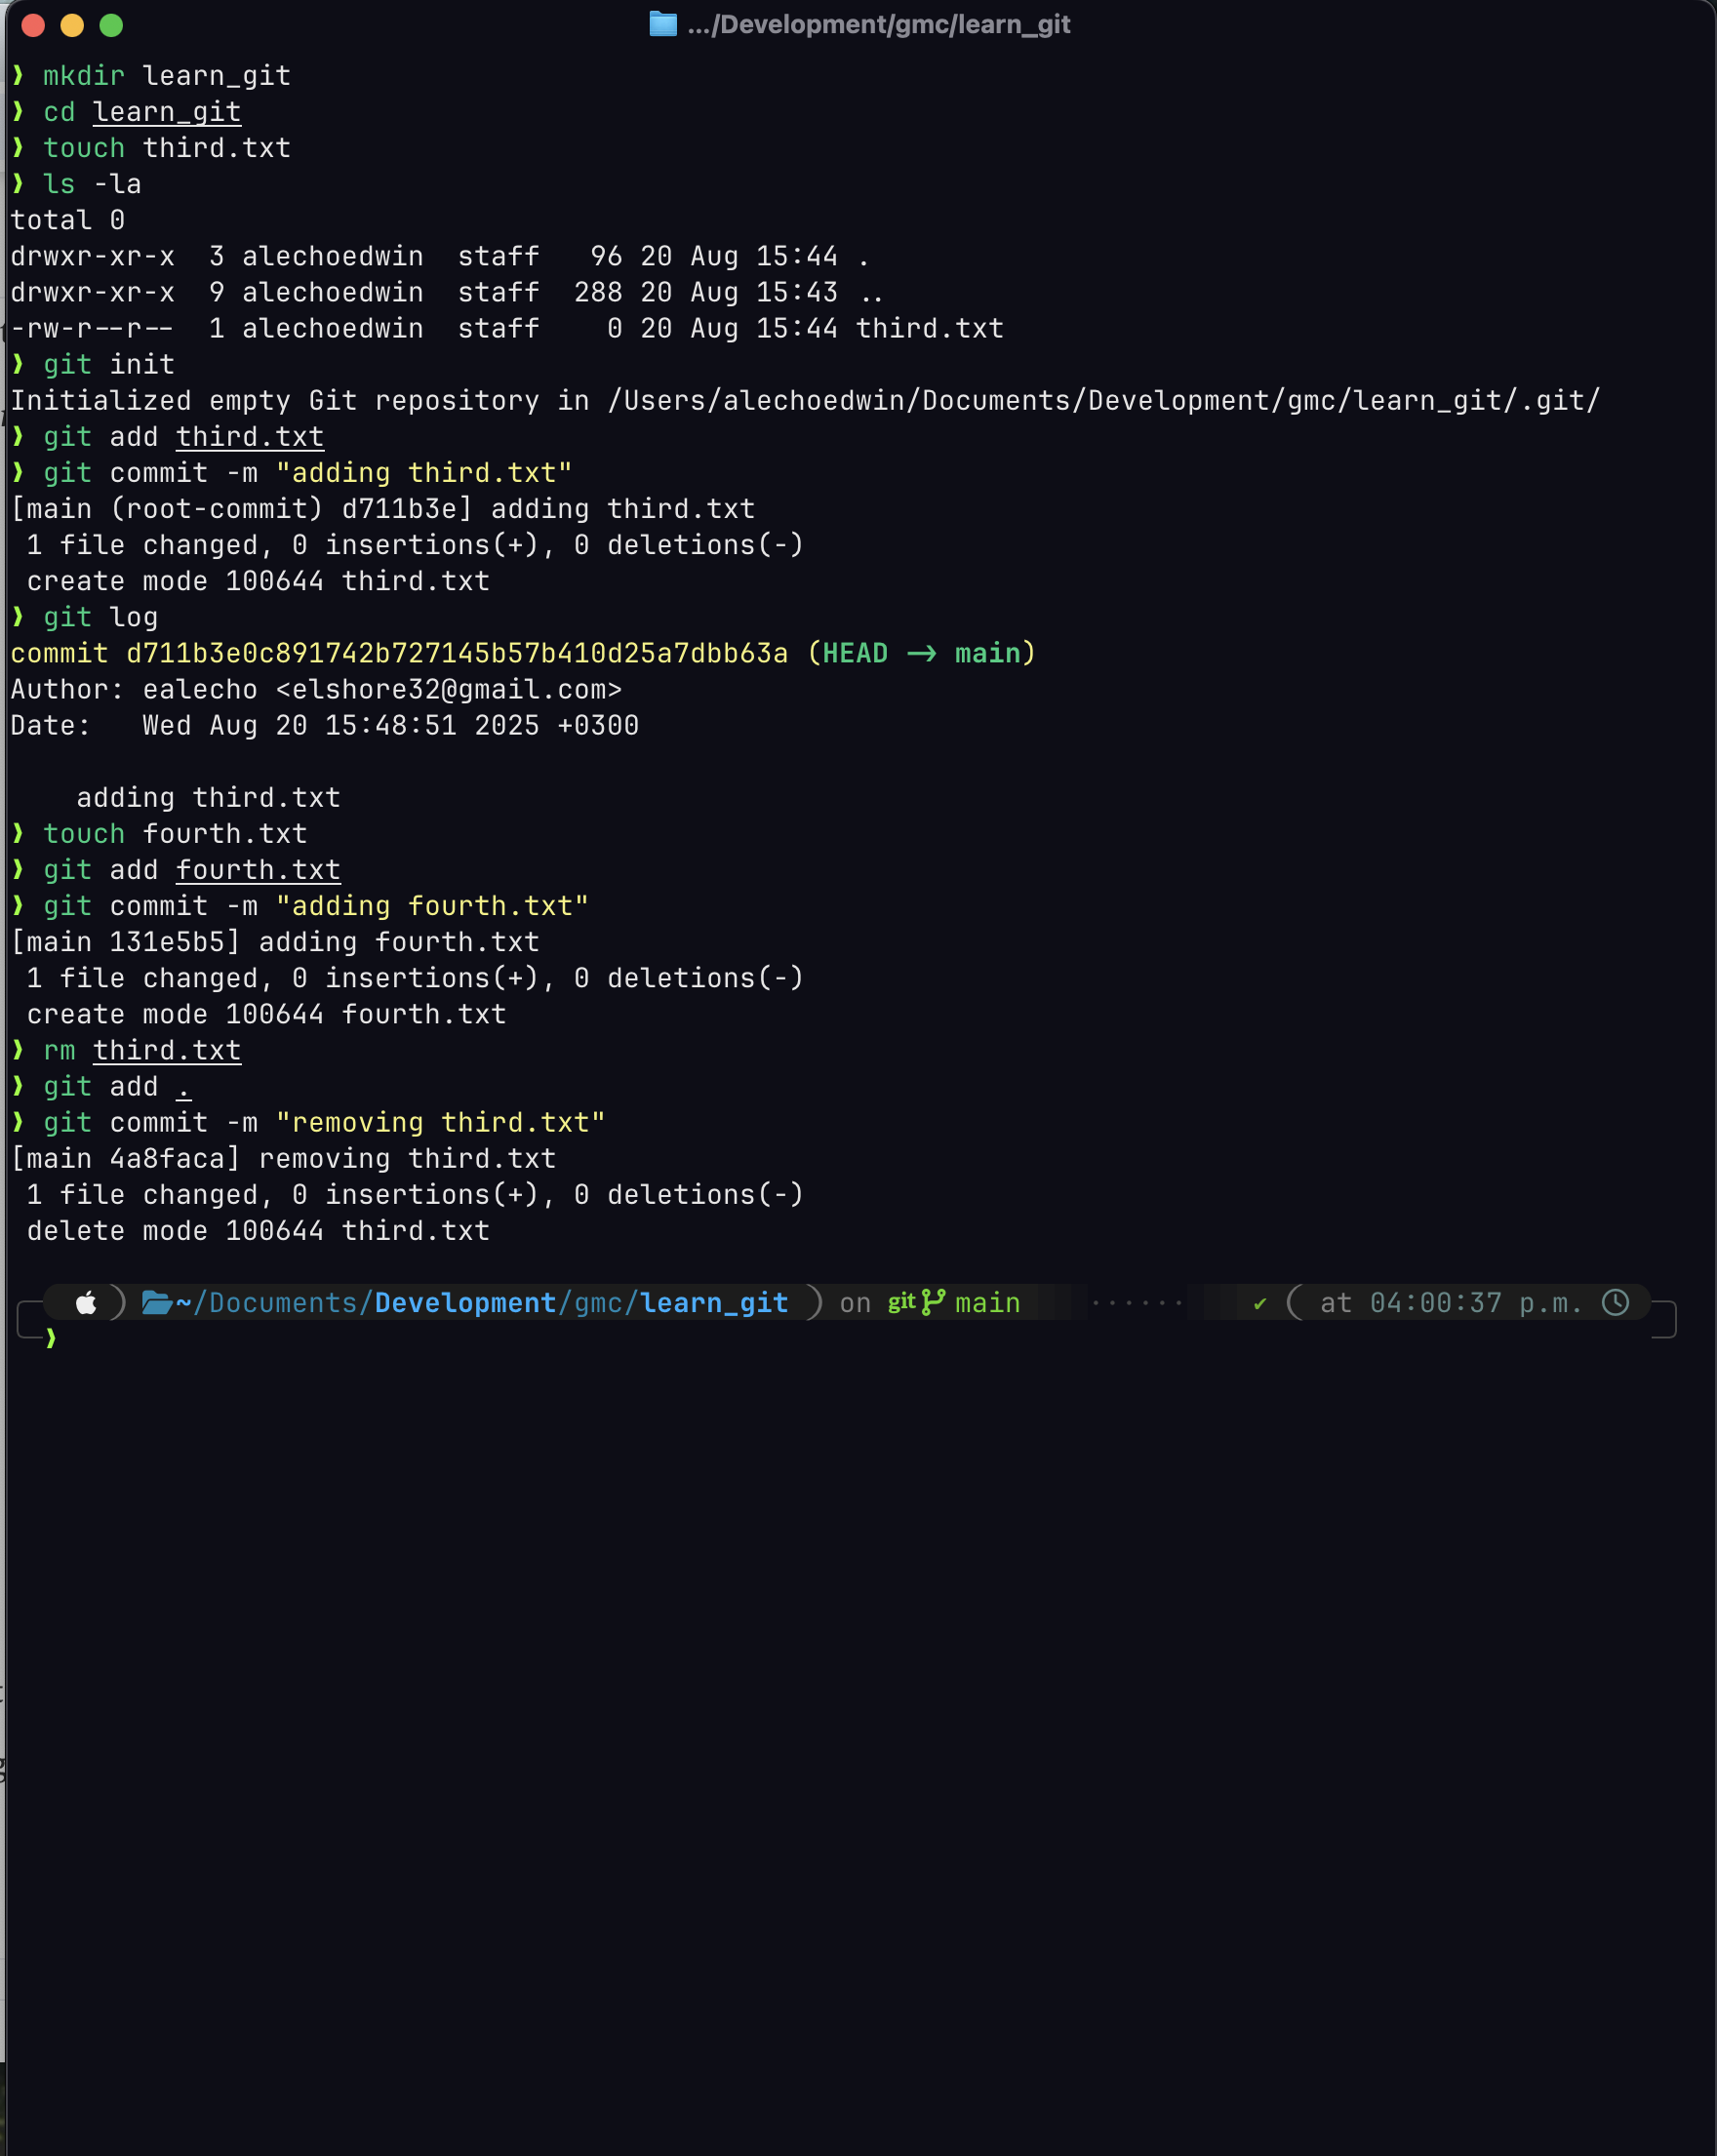 .../Development/gmc/learn_git
❯ mkdir learn_git
❯ cd learn_git
❯ touch third.txt
❯ ls -la
total 0
drwxr-xr-x  3 alechoedwin  staff   96 20 Aug 15:44 .
drwxr-xr-x  9 alechoedwin  staff  288 20 Aug 15:43 ..
-rw-r--r--  1 alechoedwin  staff    0 20 Aug 15:44 third.txt
❯ git init
Initialized empty Git repository in /Users/alechoedwin/Documents/Development/gmc/learn_git/.git/
❯ git add third.txt
❯ git commit -m "adding third.txt"
[main (root-commit) d711b3e] adding third.txt
 1 file changed, 0 insertions(+), 0 deletions(-)
 create mode 100644 third.txt
❯ git log
commit d711b3e0c891742b727145b57b410d25a7dbb63a (HEAD -> main)
Author: ealecho <elshore32@gmail.com>
Date:   Wed Aug 20 15:48:51 2025 +0300

    adding third.txt
❯ touch fourth.txt
❯ git add fourth.txt
❯ git commit -m "adding fourth.txt"
[main 131e5b5] adding fourth.txt
 1 file changed, 0 insertions(+), 0 deletions(-)
 create mode 100644 fourth.txt
❯ rm third.txt
❯ git add .
❯ git commit -m "removing third.txt"
[main 4a8faca] removing third.txt
 1 file changed, 0 insertions(+), 0 deletions(-)
 delete mode 100644 third.txt

~/Documents/Development/gmc/learn_git on git main ······ ✔ at 04:00:37 p.m.
❯